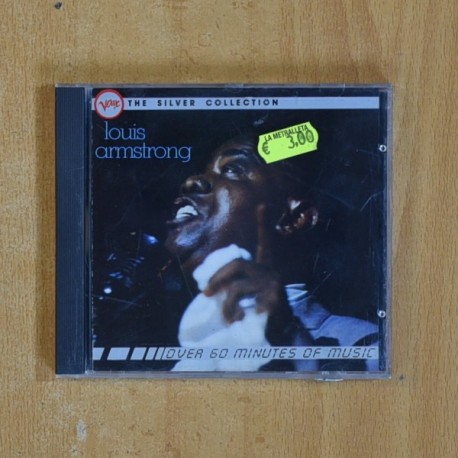 Verve THE SILVER COLLECTION
louis
armstrong
LA METRALLETA
€ 3,00
OVER 60 MINUTES OF MUSIC